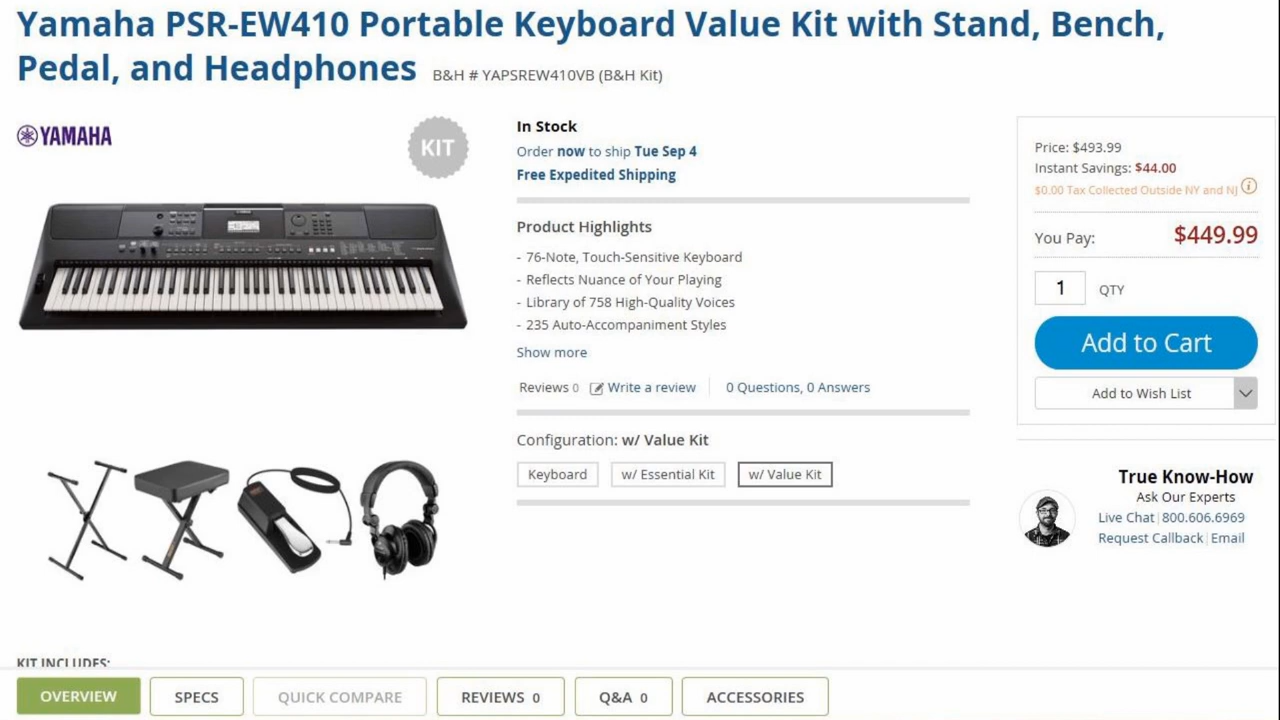 Yamaha PSR-EW410 Portable Keyboard Value Kit with Stand, Bench,
Pedal, and Headphones B&H # YAPSREW410VB (B&H Kit)
YAMAHA
KIT
In Stock
Order now to ship Tue Sep 4
Free Expedited Shipping
Product Highlights
- 76-Note, Touch-Sensitive Keyboard
- Reflects Nuance of Your Playing
- Library of 758 High-Quality Voices
- 235 Auto-Accompaniment Styles
Show more
Reviews 0 Write a review 0 Questions, 0 Answers
Configuration: w/ Value Kit
Keyboard w/ Essential Kit w/ Value Kit
Price: $493.99
Instant Savings: $44.00
$0.00 Tax Collected Outside NY and NJ i
You Pay: $449.99
1 QTY
Add to Cart
Add to Wish List
True Know-How
Ask Our Experts
Live Chat 800.606.6969
Request Callback Email
KIT INCLUDES:
OVERVIEW SPECS QUICK COMPARE REVIEWS 0 Q&A 0 ACCESSORIES